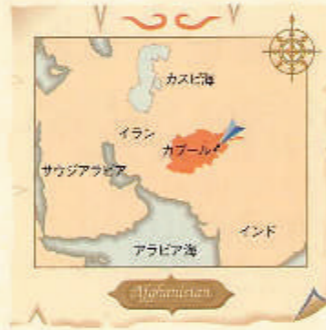 カスピ海
イラン
カブール
サウジアラビア
インド
アラビア海
Afghanistan